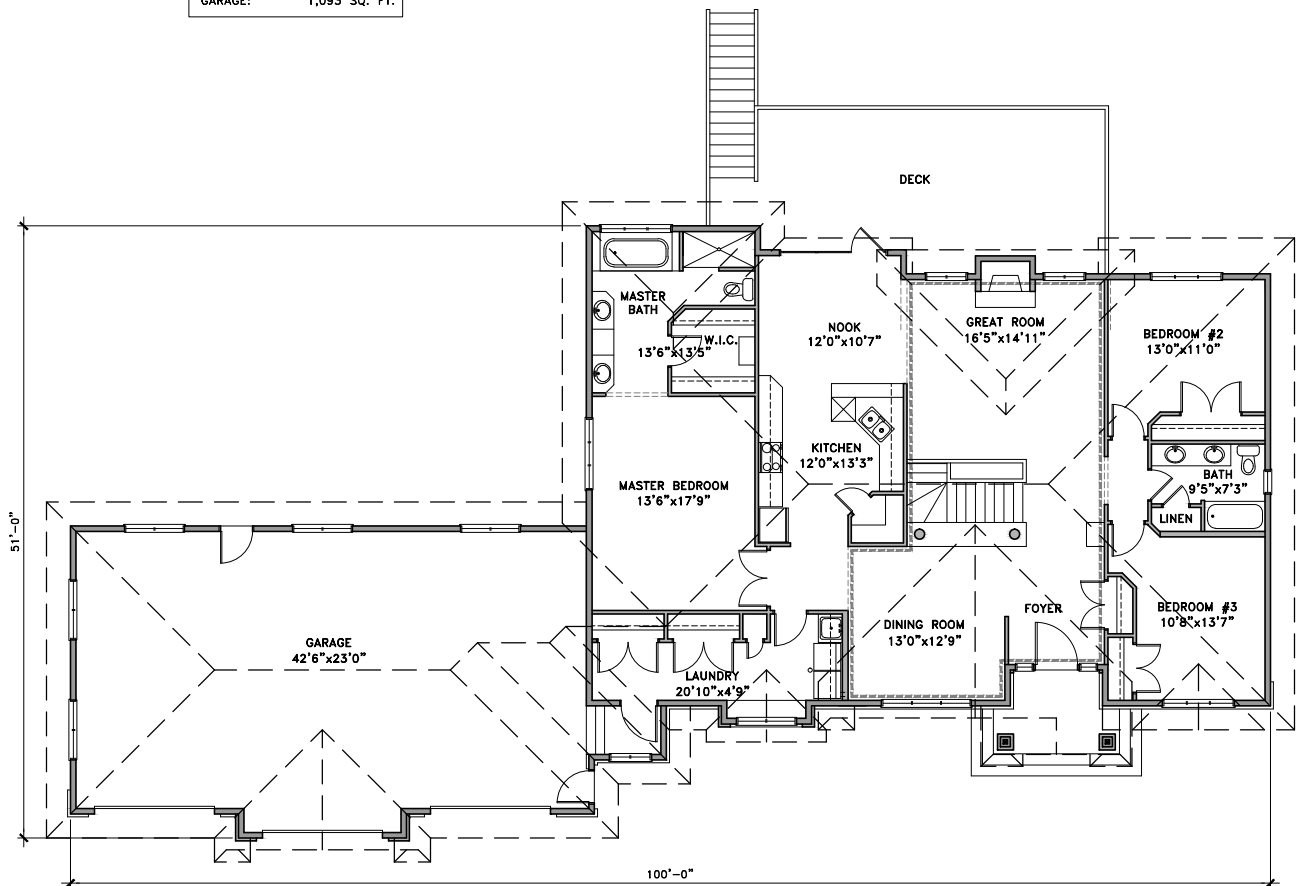 GARAGE: 1,093 SQ. FT.
DECK
MASTER
BATH
13'6"x13'5"
W.I.C.
NOOK
12'0"x10'7"
GREAT ROOM
16'5"x14'11"
BEDROOM #2
13'0"x11'0"
KITCHEN
12'0"x13'3"
MASTER BEDROOM
13'6"x17'9"
BATH
9'5"x7'3"
LINEN
51'-0"
GARAGE
42'6"x23'0"
DINING ROOM
13'0"x12'9"
FOYER
BEDROOM #3
10'8"x13'7"
LAUNDRY
20'10"x4'9"
100'-0"